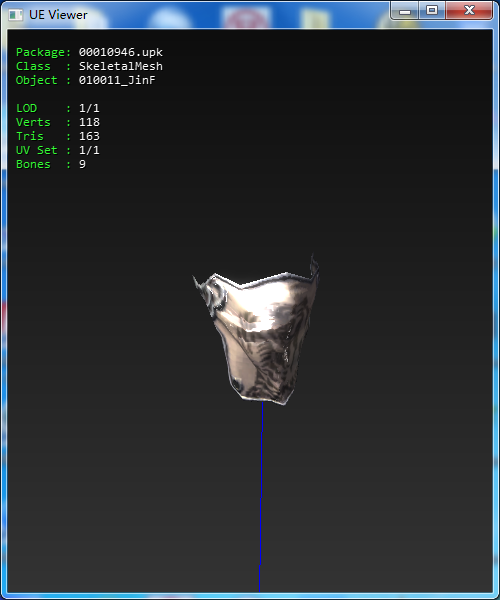 UE Viewer
Package: 00010946.upk
Class : SkeletalMesh
Object : 010011_JinF
LOD : 1/1
Verts : 118
Tris : 163
UV Set : 1/1
Bones : 9